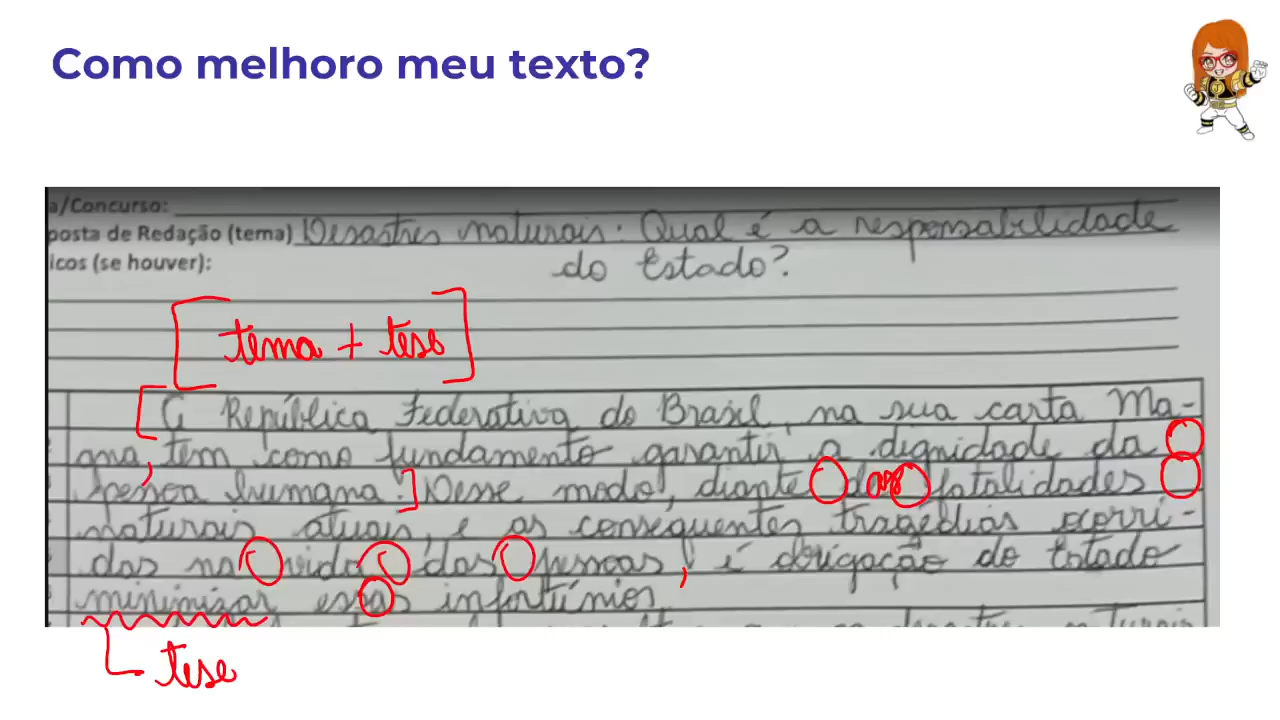 Como melhoro meu texto?
a/Concurso:
posta de Redação (tema) Desastres naturais: Qual é a responsabilidade
icos (se houver): do Estado?
tema + tese
A República Federativa do Brasil, na sua carta Ma-
gna, tem como fundamento garantir a dignidade da
pessoa humana. Desse modo, diante das fatalidades
naturais atuais, e as consequentes tragédias ocorri-
das na vida das pessoas, é obrigação do Estado
minimizar esses infortúnios.
tese